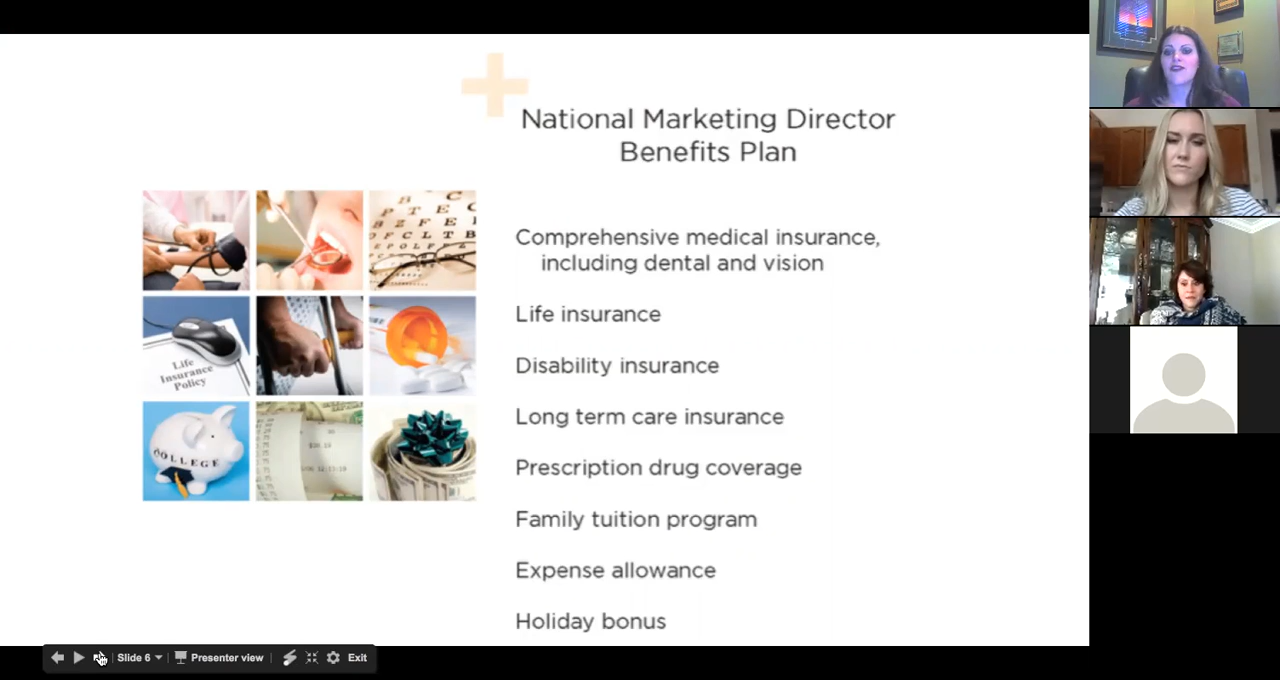 National Marketing Director
Benefits Plan
Comprehensive medical insurance,
including dental and vision
Life insurance
Disability insurance
Long term care insurance
Prescription drug coverage
Family tuition program
Expense allowance
Holiday bonus
Life
Insurance
Policy
COLLEGE
Slide 6
Presenter view
Exit